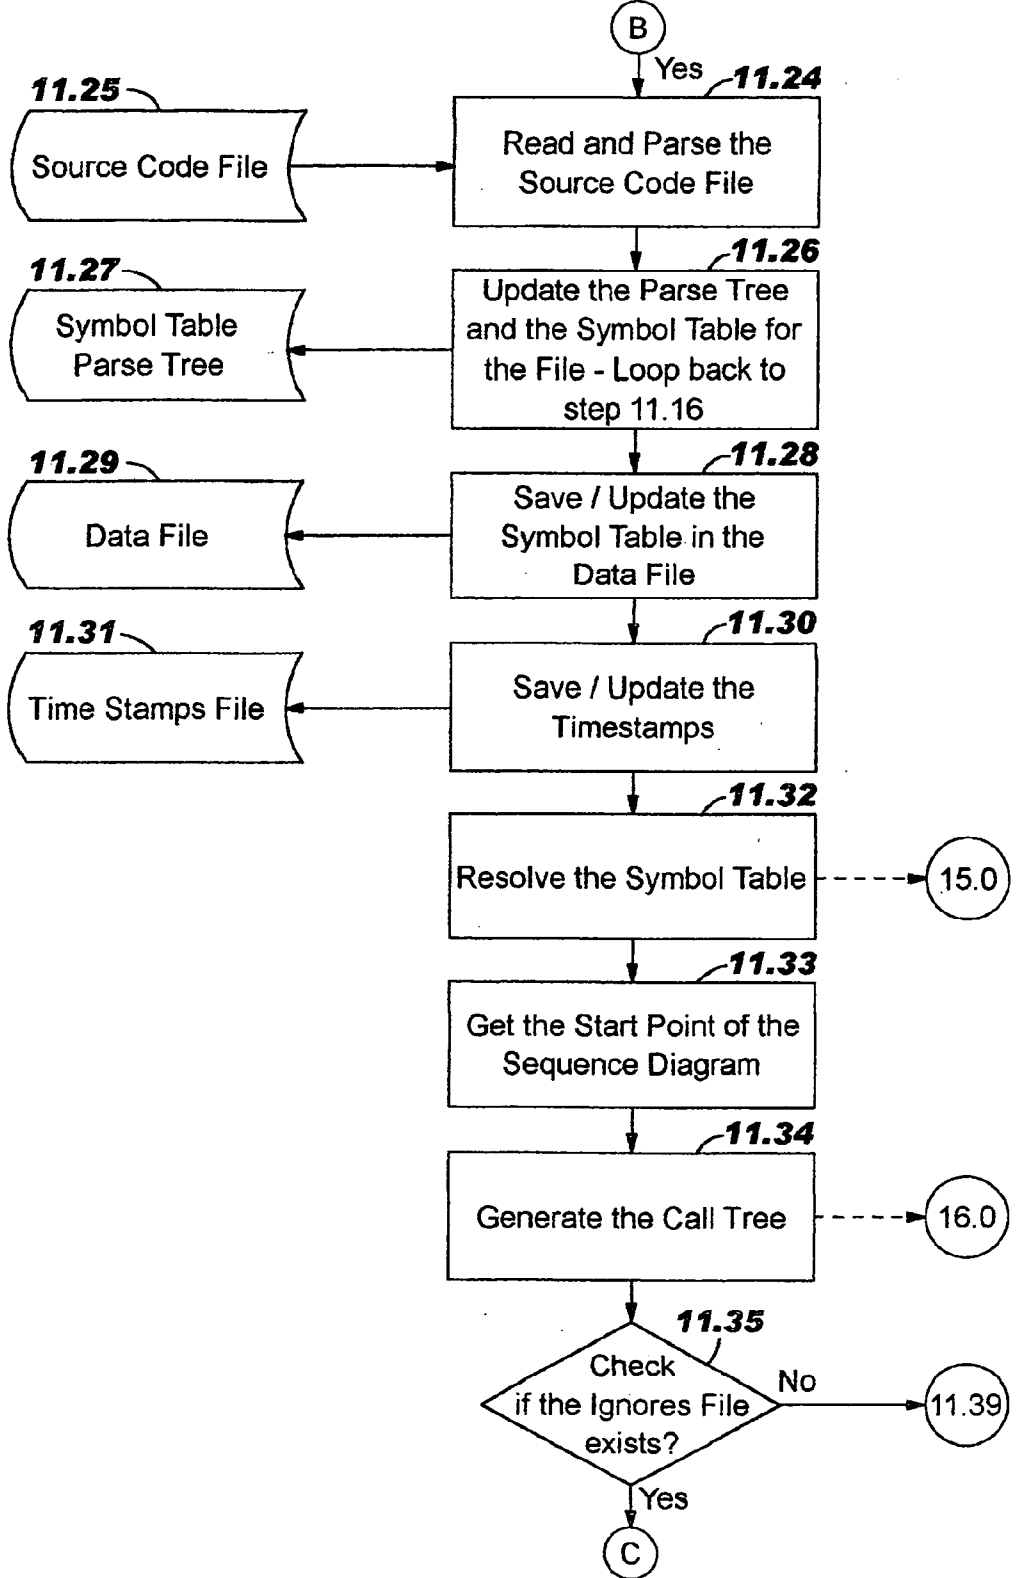 B
Yes
11.24
11.25
Read and Parse the
Source Code File
Source Code File
11.26
11.27
Update the Parse Tree
and the Symbol Table for
the File - Loop back to
step 11.16
Symbol Table
Parse Tree
11.28
11.29
Save / Update the
Symbol Table in the
Data File
Data File
11.30
11.31
Save / Update the
Timestamps
Time Stamps File
11.32
Resolve the Symbol Table
15.0
11.33
Get the Start Point of the
Sequence Diagram
11.34
Generate the Call Tree
16.0
11.35
Check
if the Ignores File
exists?
No
11.39
Yes
C